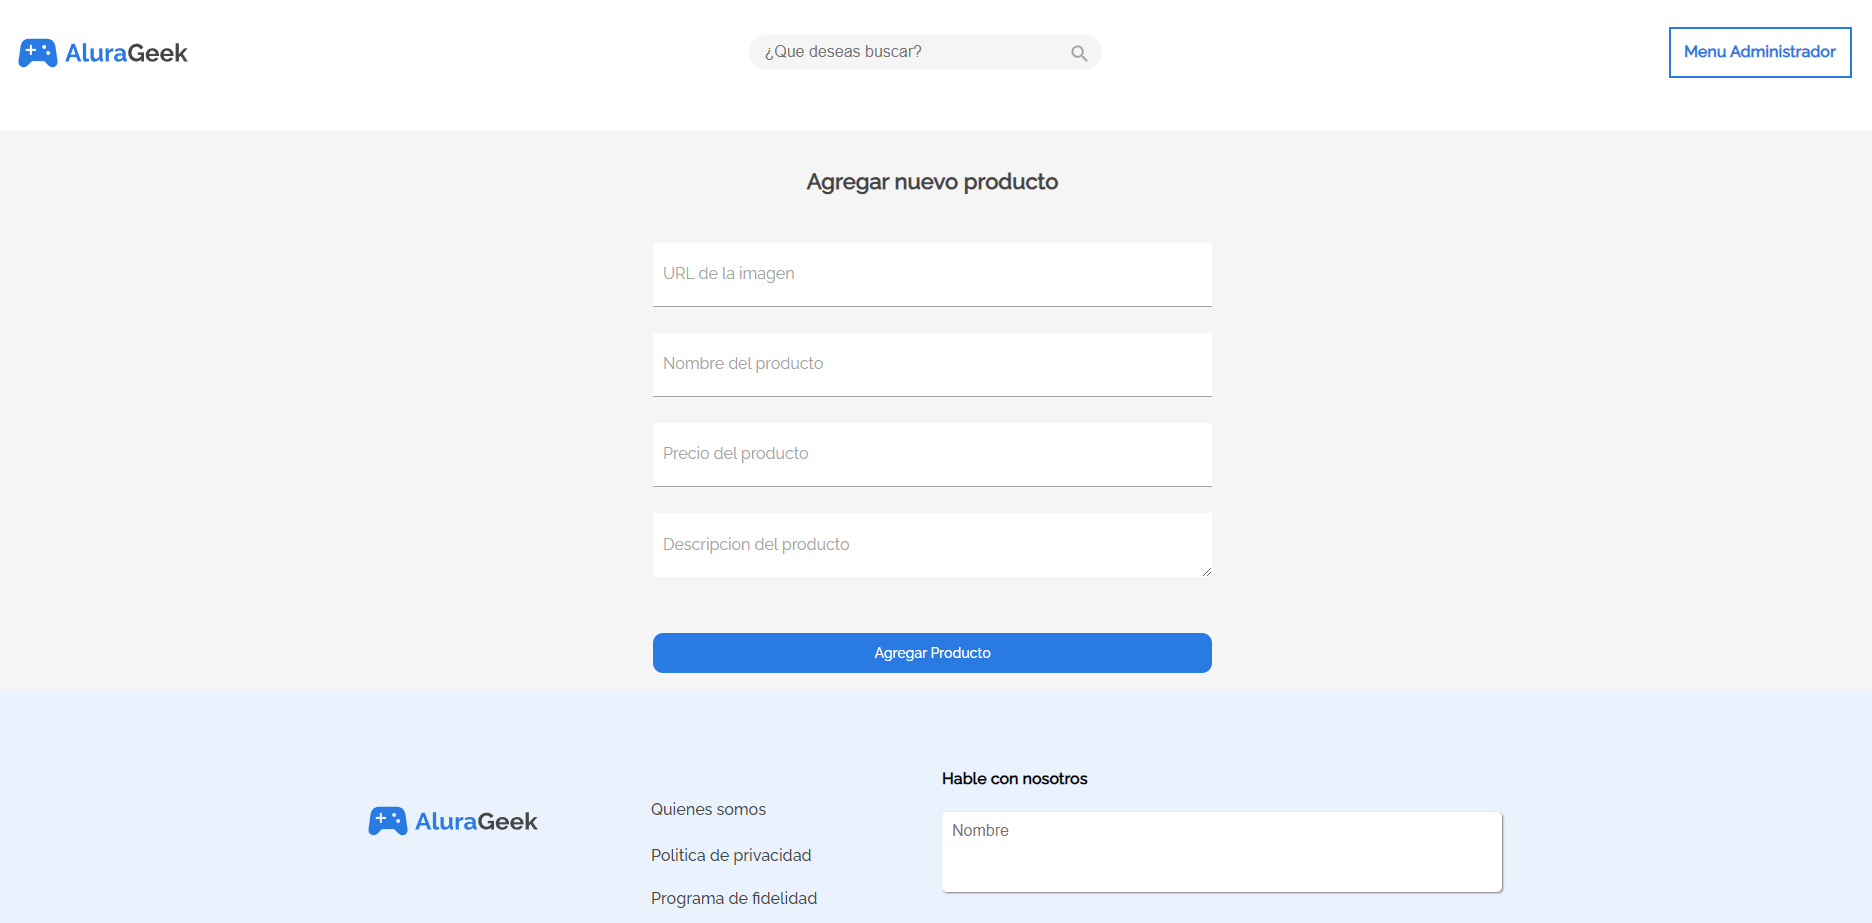 AluraGeek
¿Que deseas buscar?
Menu Administrador
Agregar nuevo producto
URL de la imagen
Nombre del producto
Precio del producto
Descripcion del producto
Agregar Producto
AluraGeek
Quienes somos
Politica de privacidad
Programa de fidelidad
Hable con nosotros
Nombre